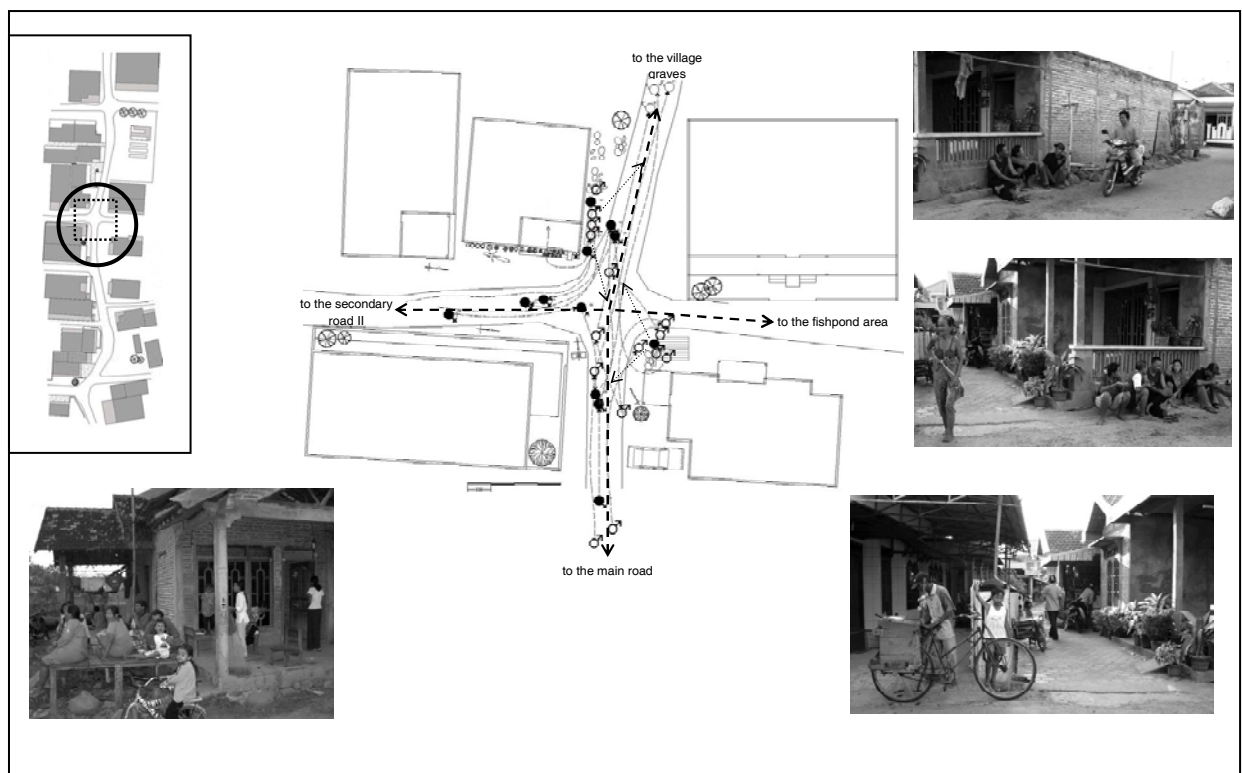 to the village
graves
to the secondary
road II
to the fishpond area
to the main road